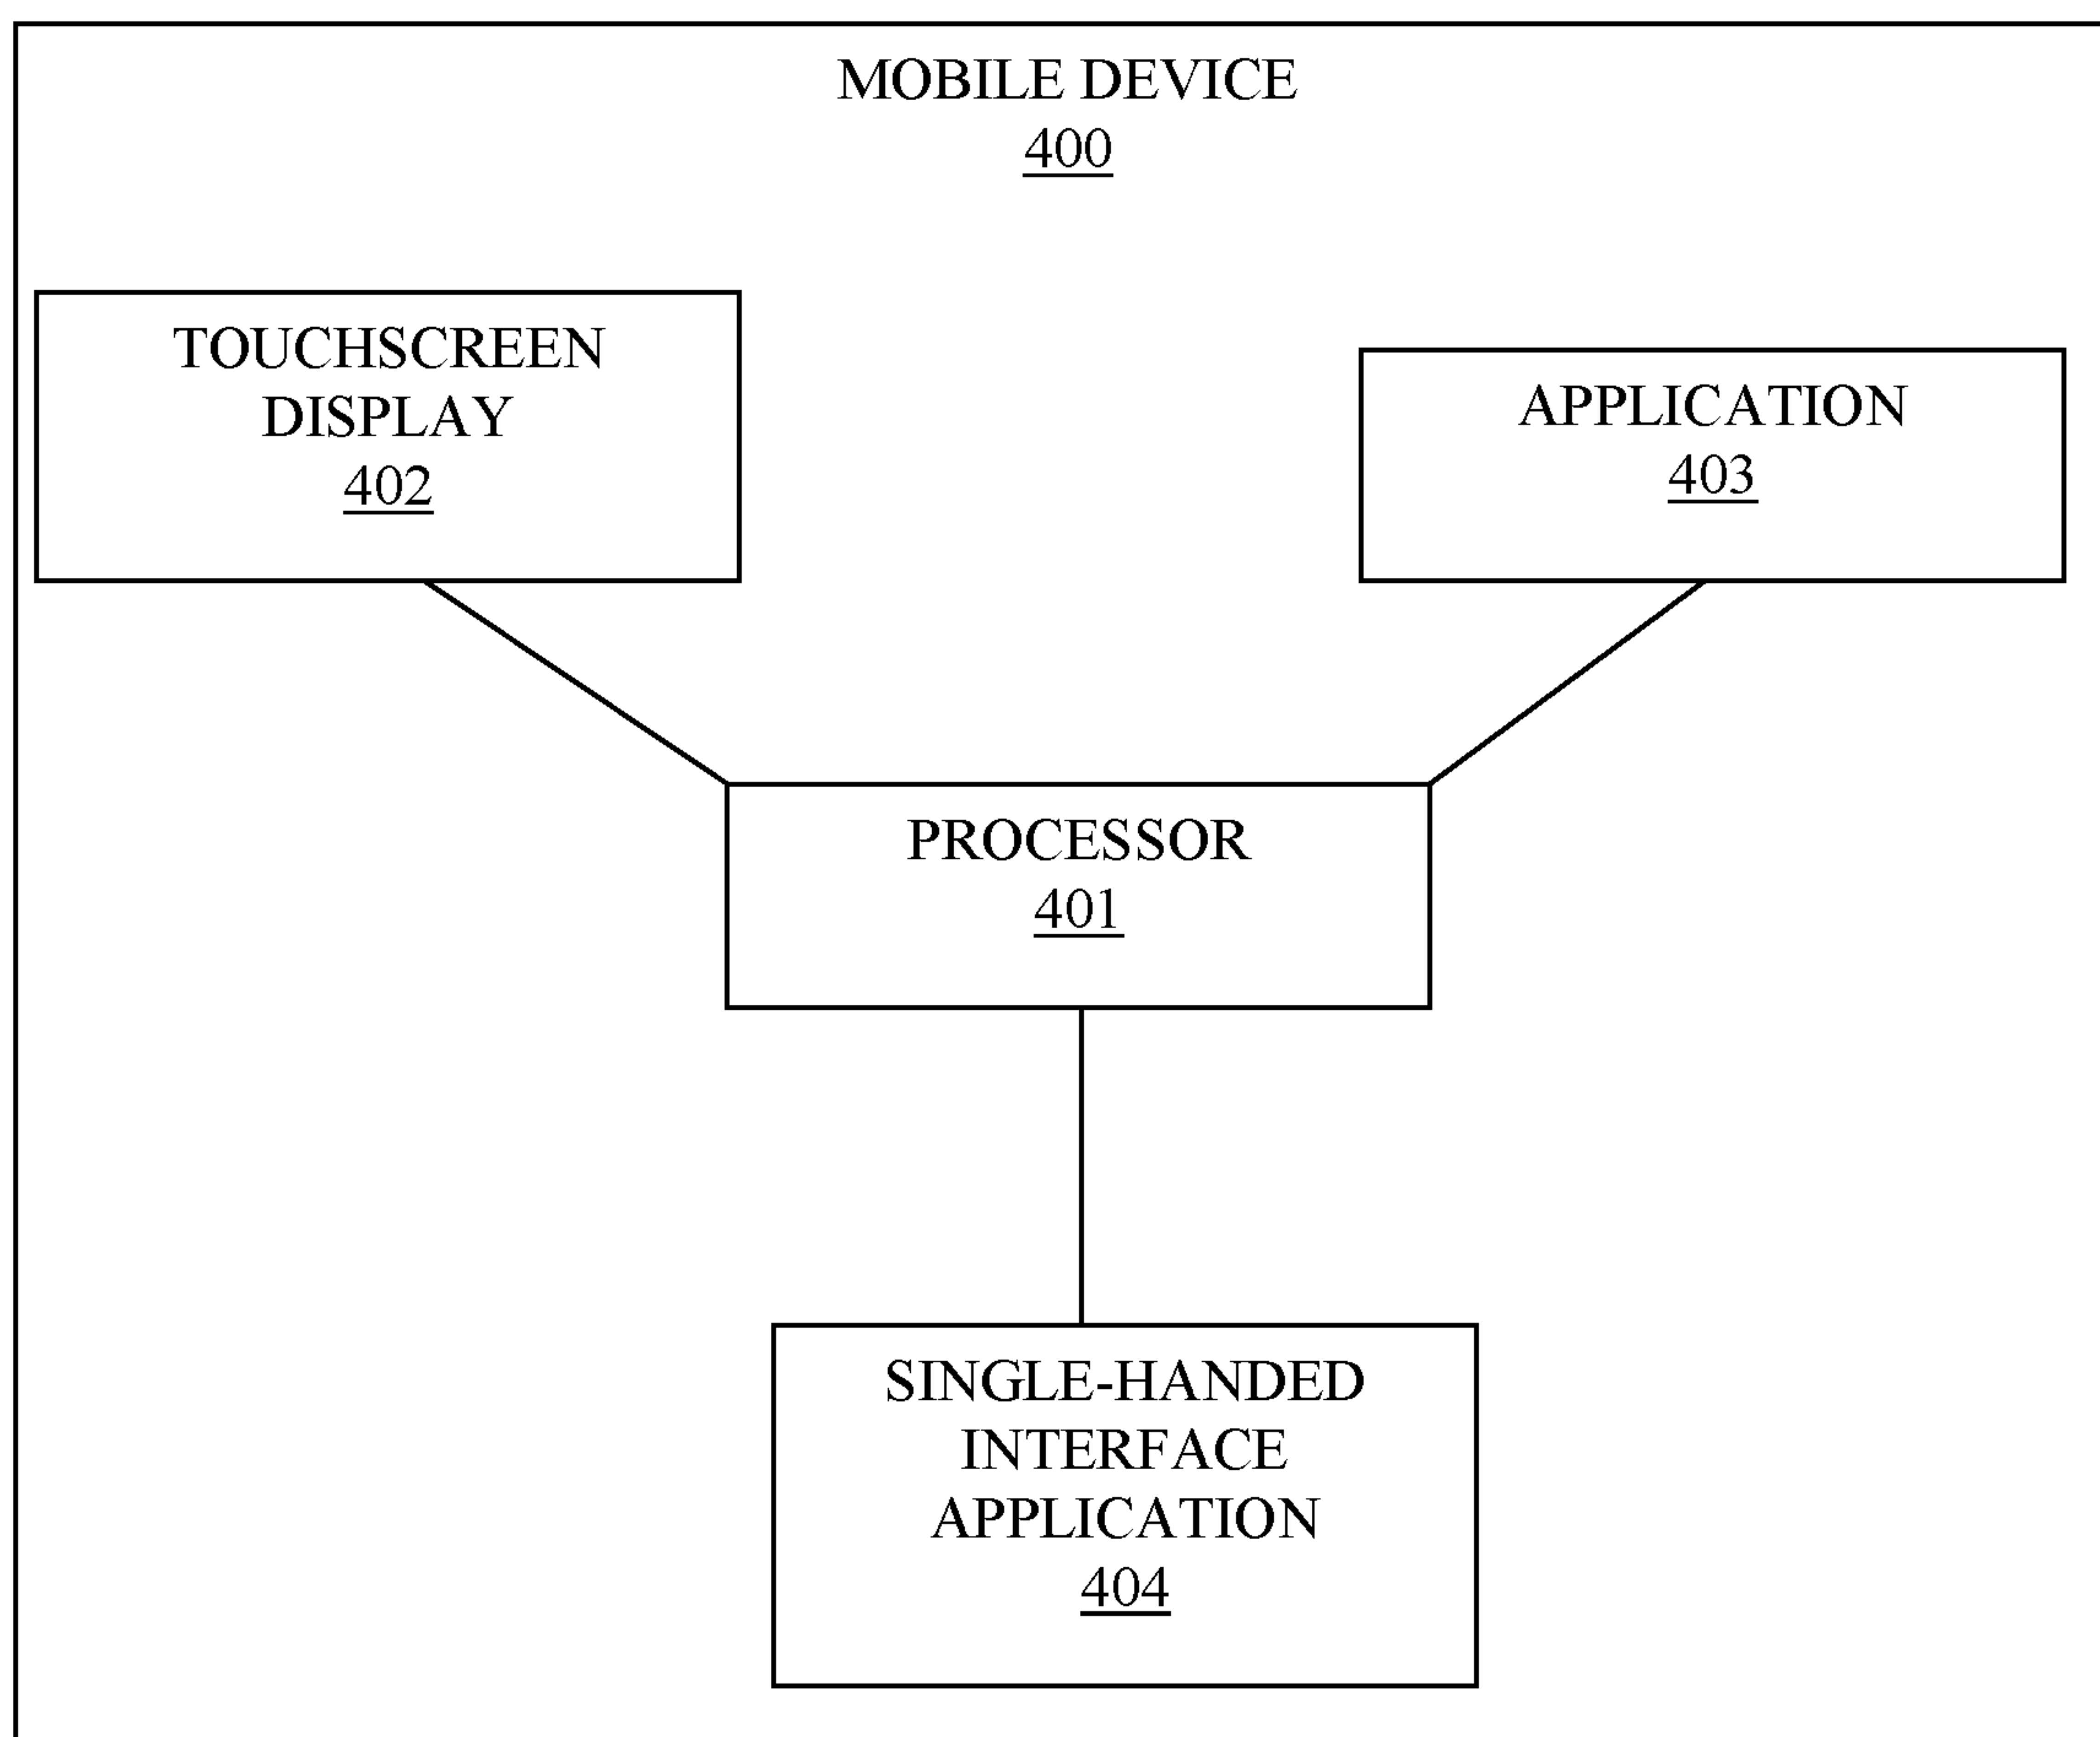 MOBILE DEVICE
400
TOUCHSCREEN
DISPLAY
402
APPLICATION
403
PROCESSOR
401
SINGLE-HANDED
INTERFACE
APPLICATION
404